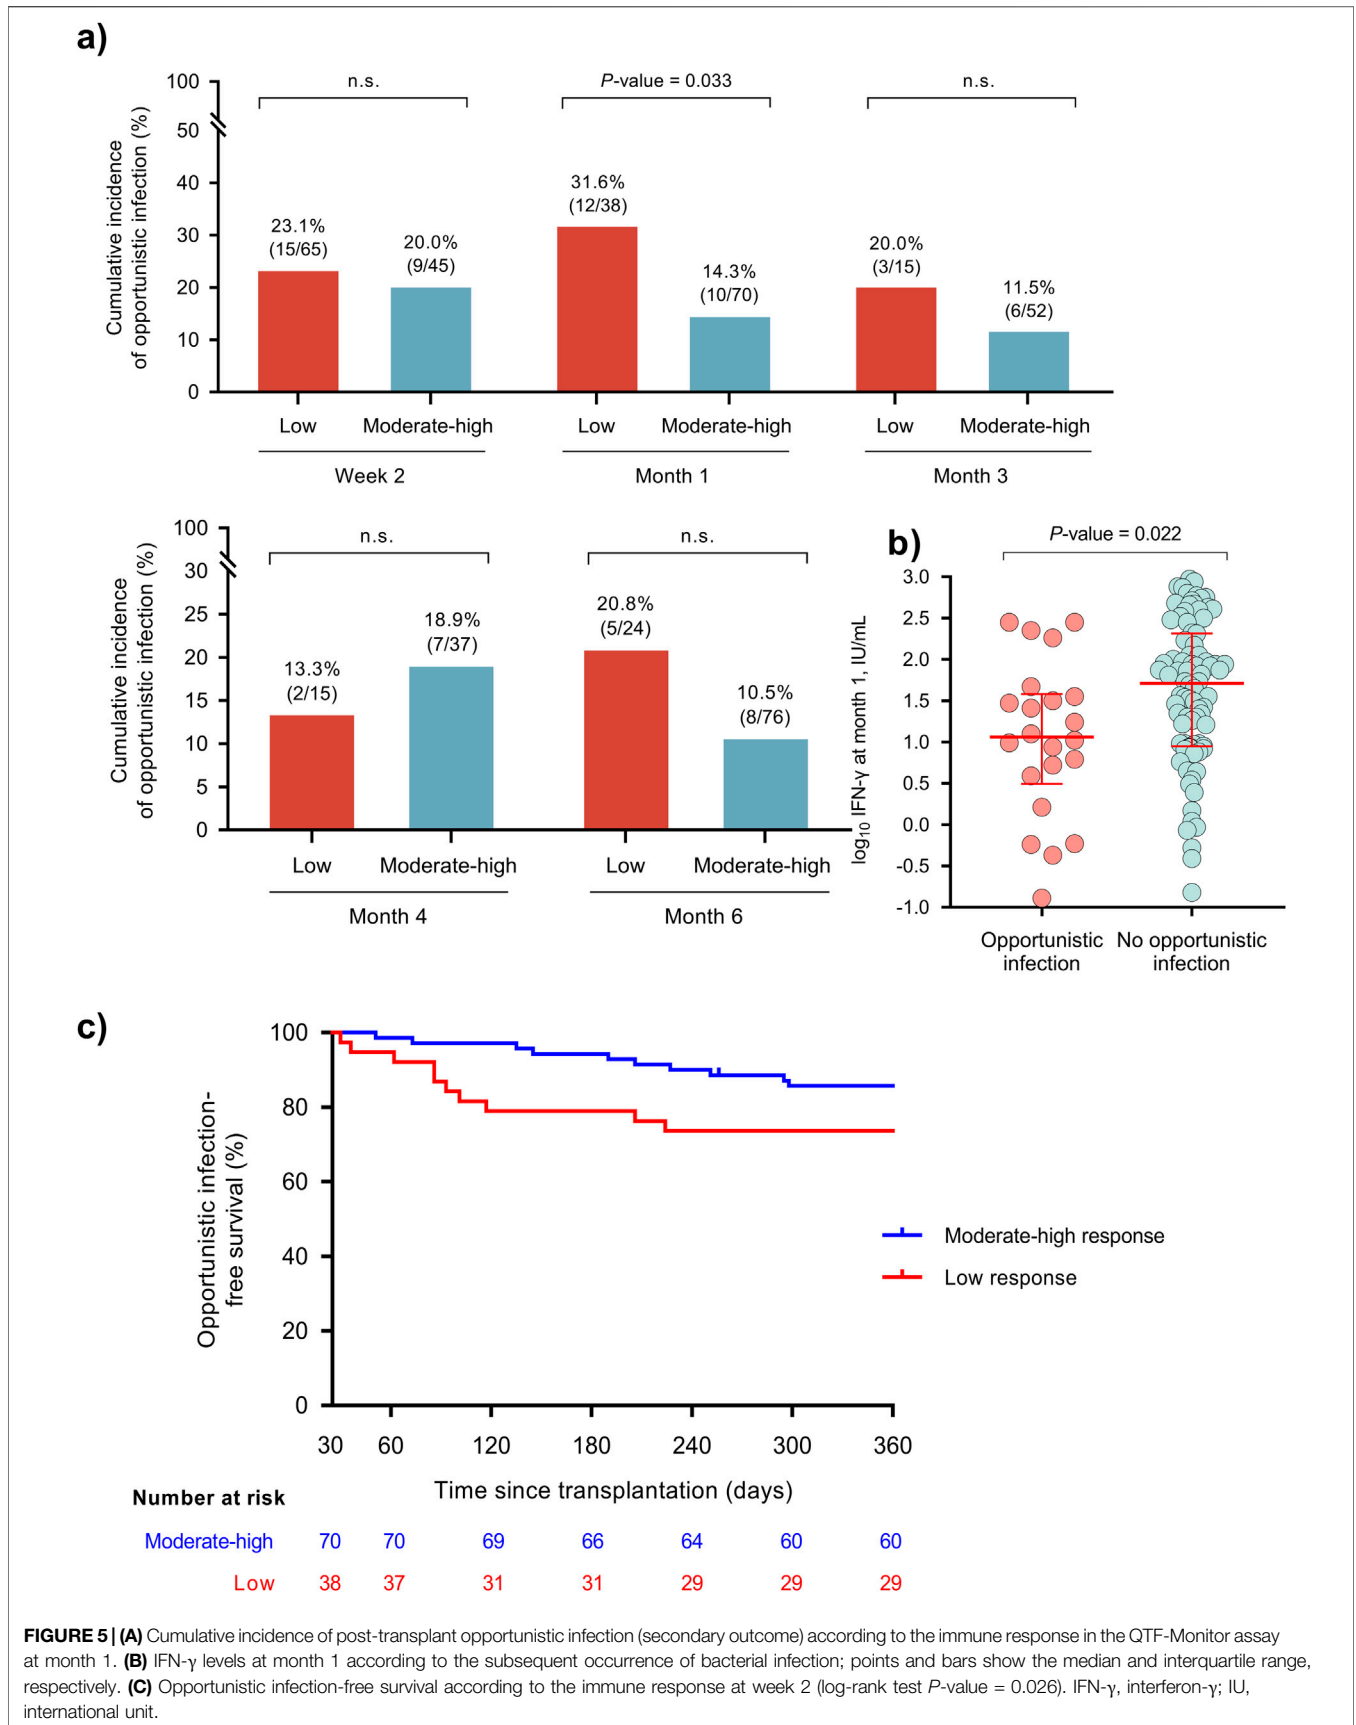 a)
n.s.
P-value = 0.033
n.s.
Cumulative incidence
of opportunistic infection (%)
100
50
40
30
20
10
0
23.1%
(15/65)
20.0%
(9/45)
31.6%
(12/38)
14.3%
(10/70)
20.0%
(3/15)
11.5%
(6/52)
Low Moderate-high Low Moderate-high Low Moderate-high
Week 2 Month 1 Month 3
n.s.
n.s.
Cumulative incidence
of opportunistic infection (%)
100
30
25
20
15
10
5
0
13.3%
(2/15)
18.9%
(7/37)
20.8%
(5/24)
10.5%
(8/76)
Low Moderate-high Low Moderate-high
Month 4 Month 6
b)
P-value = 0.022
log10 IFN-γ at month 1, IU/mL
3.0
2.5
2.0
1.5
1.0
0.5
0.0
-0.5
-1.0
Opportunistic
infection
No opportunistic
infection
c)
Opportunistic infection-
free survival (%)
100
80
60
40
20
0
Moderate-high response
Low response
30 60 120 180 240 300 360
Time since transplantation (days)
Number at risk
Moderate-high 70 70 69 66 64 60 60
Low 38 37 31 31 29 29 29
FIGURE 5 | (A) Cumulative incidence of post-transplant opportunistic infection (secondary outcome) according to the immune response in the QTF-Monitor assay
at month 1. (B) IFN-γ levels at month 1 according to the subsequent occurrence of bacterial infection; points and bars show the median and interquartile range,
respectively. (C) Opportunistic infection-free survival according to the immune response at week 2 (log-rank test P-value = 0.026). IFN-γ, interferon-γ; IU,
international unit.